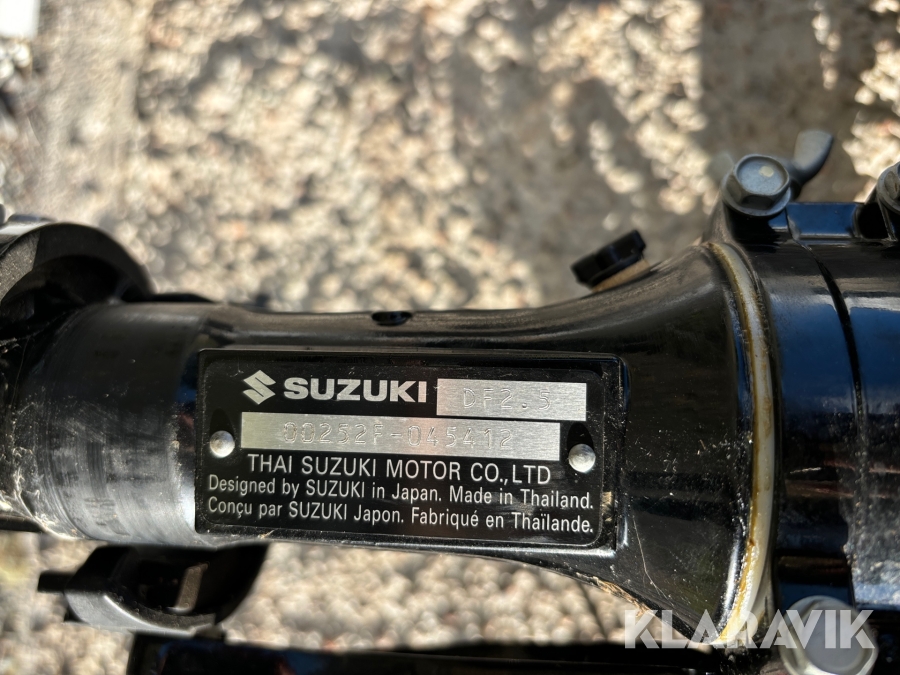 SUZUKI DF2.5
00252F-045412
THAI SUZUKI MOTOR CO.,LTD
Designed by SUZUKI in Japan. Made in Thailand.
Conçu par SUZUKI Japon. Fabriqué en Thaïlande.
KLARAVIK